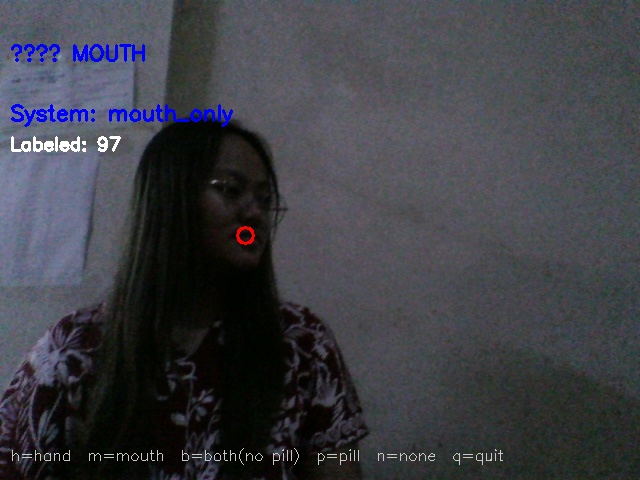 ???? MOUTH
System: mouth_only
Labeled: 97
h=hand m=mouth b=both(no pill) p=pill n=none q=quit